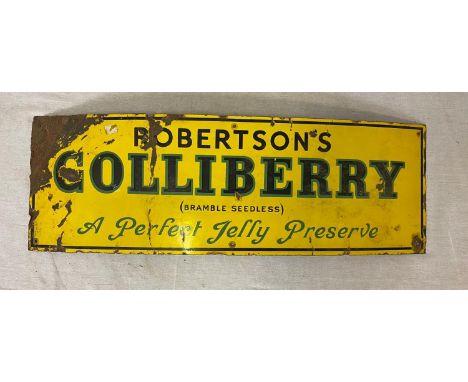 ROBERTSON'S
GOLLIBERRY
(BRAMBLE SEEDLESS)
A Perfect Jelly Preserve